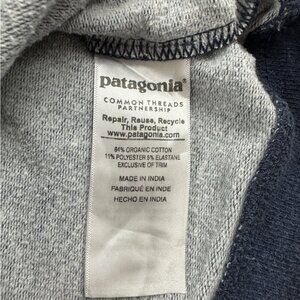 patagonia®
COMMON THREADS
PARTNERSHIP
Repair, Reuse, Recycle
This Product
www.patagonia.com
84% ORGANIC COTTON
11% POLYESTER 5% ELASTANE
EXCLUSIVE OF TRIM
MADE IN INDIA
FABRIQUÉ EN INDE
HECHO EN INDIA